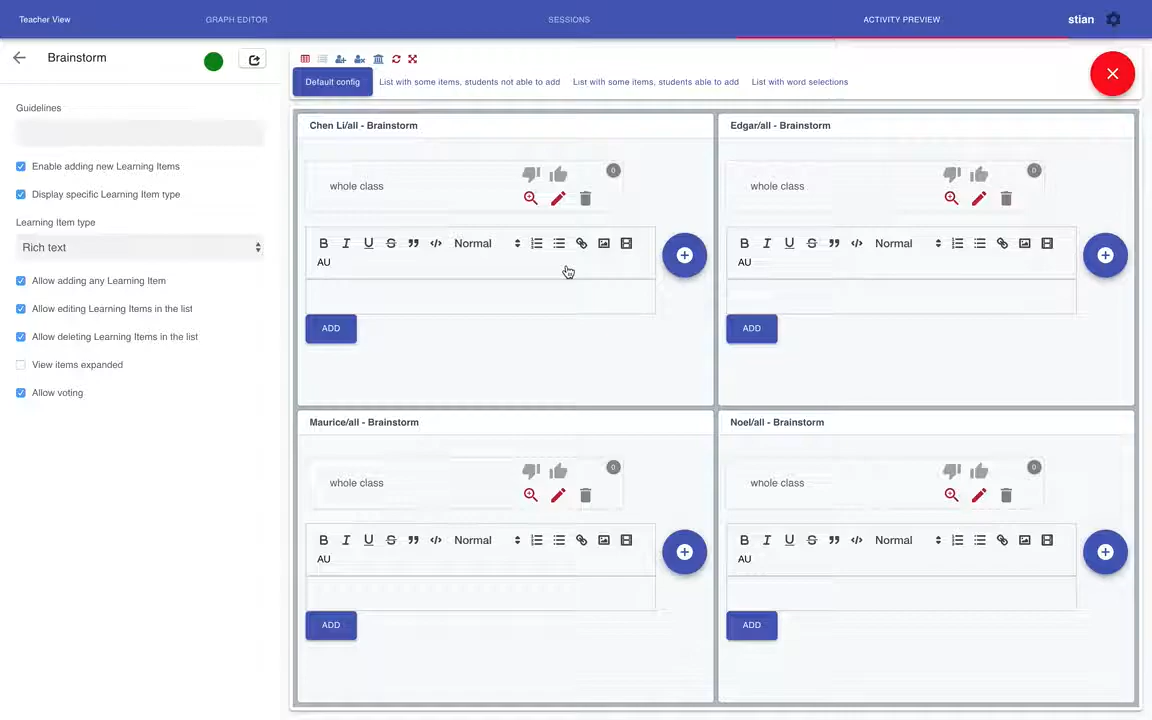 Teacher View
GRAPH EDITOR
SESSIONS
ACTIVITY PREVIEW
stian
Brainstorm
Guidelines
Enable adding new Learning Items
Display specific Learning Item type
Learning Item type
Rich text
Allow adding any Learning Item
Allow editing Learning Items in the list
Allow deleting Learning Items in the list
View items expanded
Allow voting
Default config
List with some items, students not able to add
List with some items, students able to add
List with word selections
Chen Li/all - Brainstorm
whole class
0
Normal
AU
ADD
Edgar/all - Brainstorm
whole class
0
Normal
AU
ADD
Maurice/all - Brainstorm
whole class
0
Normal
AU
ADD
Noel/all - Brainstorm
whole class
0
Normal
AU
ADD